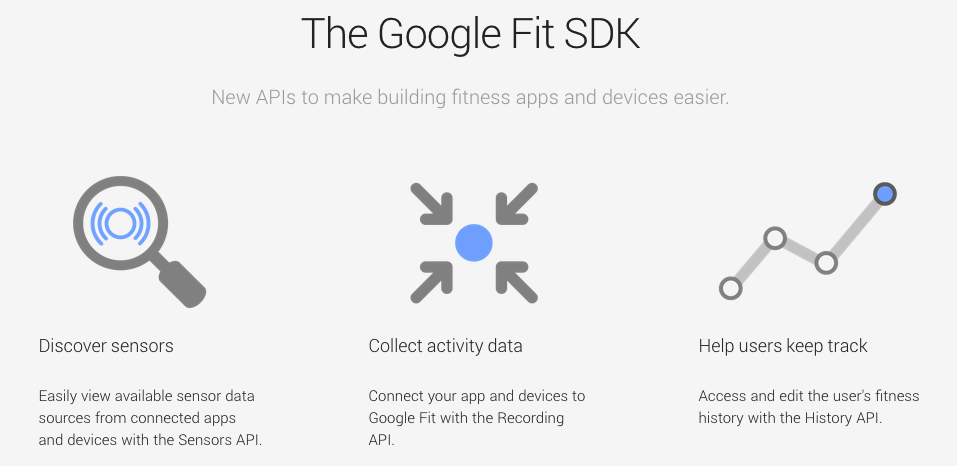 The Google Fit SDK
New APIs to make building fitness apps and devices easier.
Discover sensors
Easily view available sensor data
sources from connected apps
and devices with the Sensors API.
Collect activity data
Connect your app and devices to
Google Fit with the Recording
API.
Help users keep track
Access and edit the user's fitness
history with the History API.